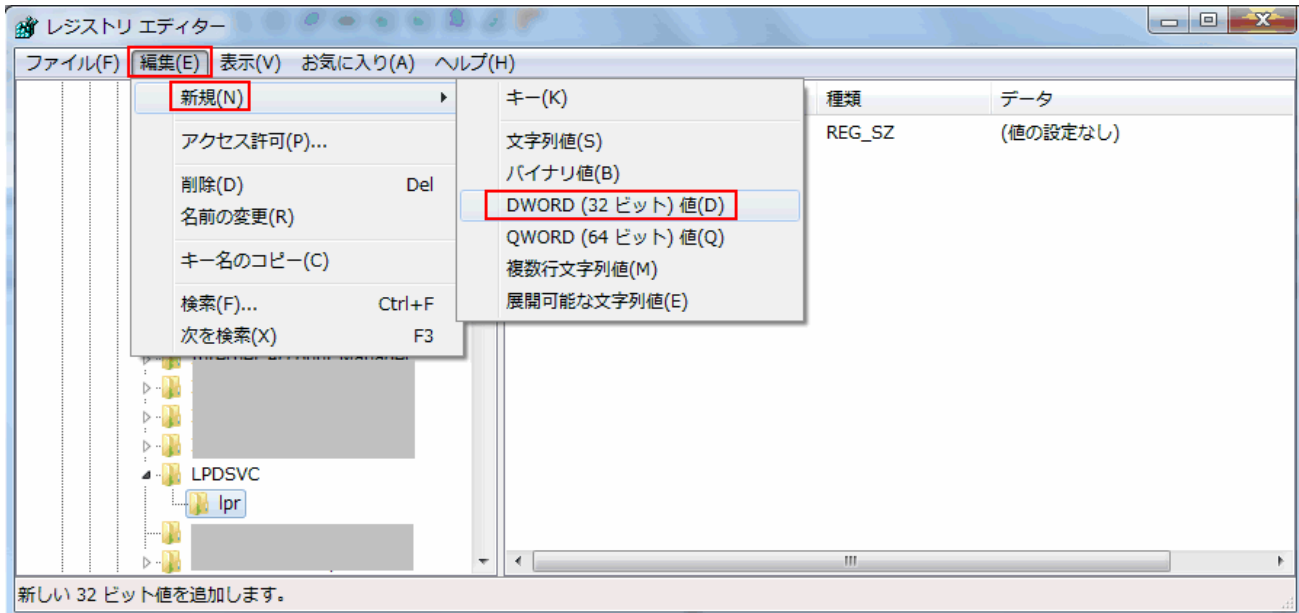 レジストリ エディター
ファイル(F) 編集(E) 表示(V) お気に入り(A) ヘルプ(H)
新規(N)
アクセス許可(P)...
削除(D) Del
名前の変更(R)
キー名のコピー(C)
検索(F)... Ctrl+F
次を検索(X) F3
キー(K)
文字列値(S)
バイナリ値(B)
DWORD (32 ビット) 値(D)
QWORD (64 ビット) 値(Q)
複数行文字列値(M)
展開可能な文字列値(E)
種類 データ
REG_SZ (値の設定なし)
LPDSVC
lpr
新しい 32 ビット値を追加します。